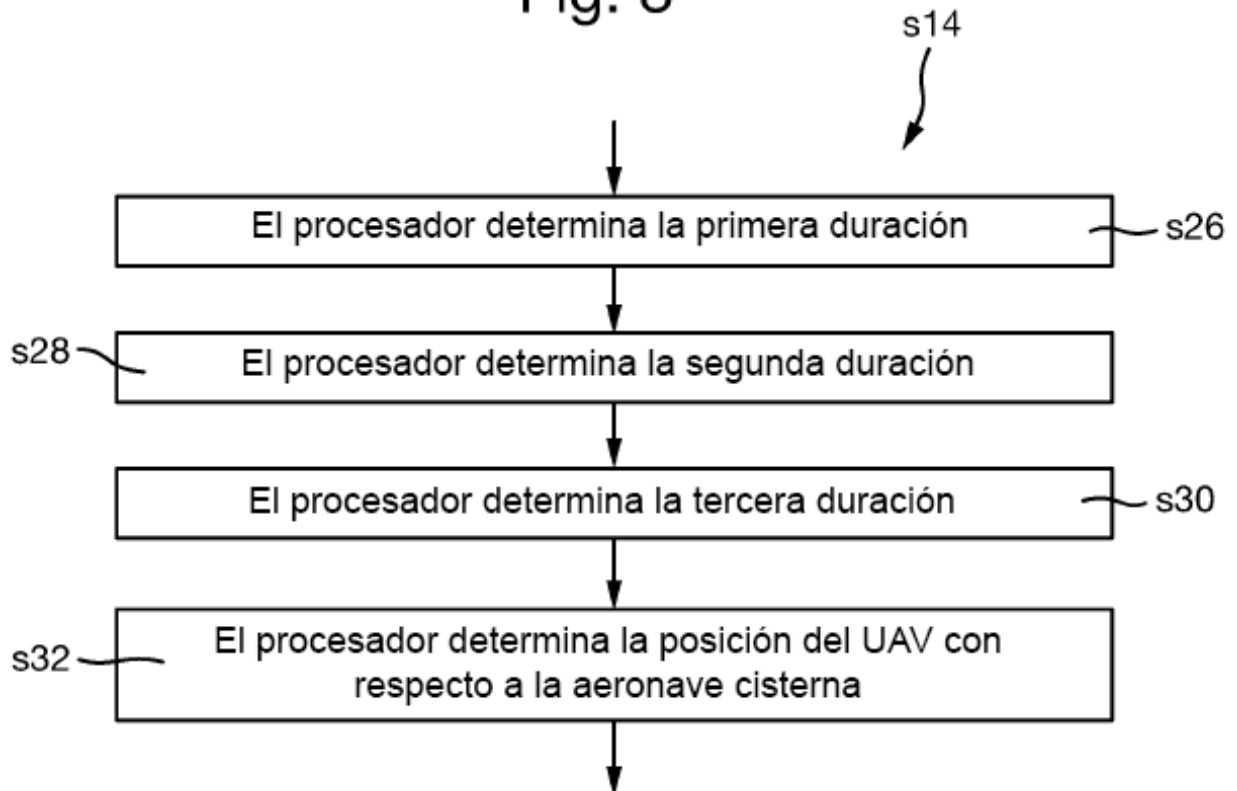 Fig.
s14
El procesador determina la primera duración
s26
s28
El procesador determina la segunda duración
El procesador determina la tercera duración
s30
s32
El procesador determina la posición del UAV con
respecto a la aeronave cisterna